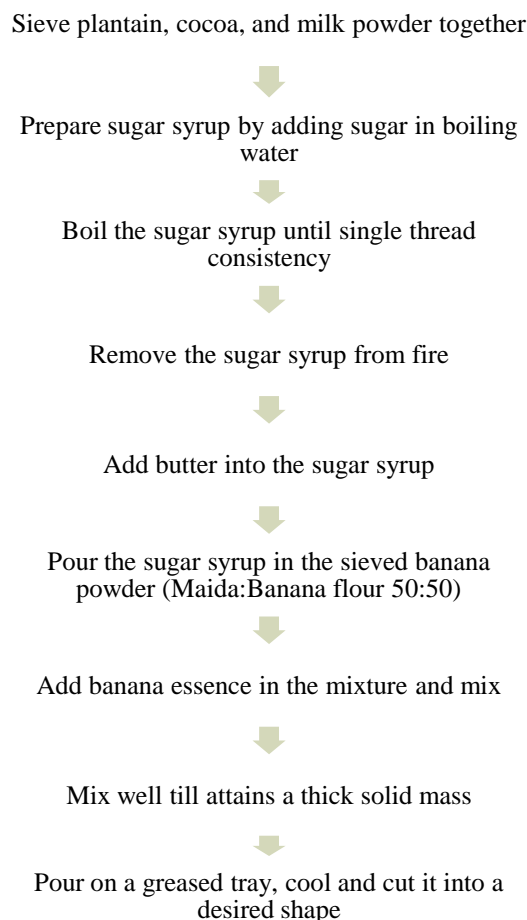 Sieve plantain, cocoa, and milk powder together
Prepare sugar syrup by adding sugar in boiling
water
Boil the sugar syrup until single thread
consistency
Remove the sugar syrup from fire
Add butter into the sugar syrup
Pour the sugar syrup in the sieved banana
powder (Maida:Banana flour 50:50)
Add banana essence in the mixture and mix
Mix well till attains a thick solid mass
Pour on a greased tray, cool and cut it into a
desired shape